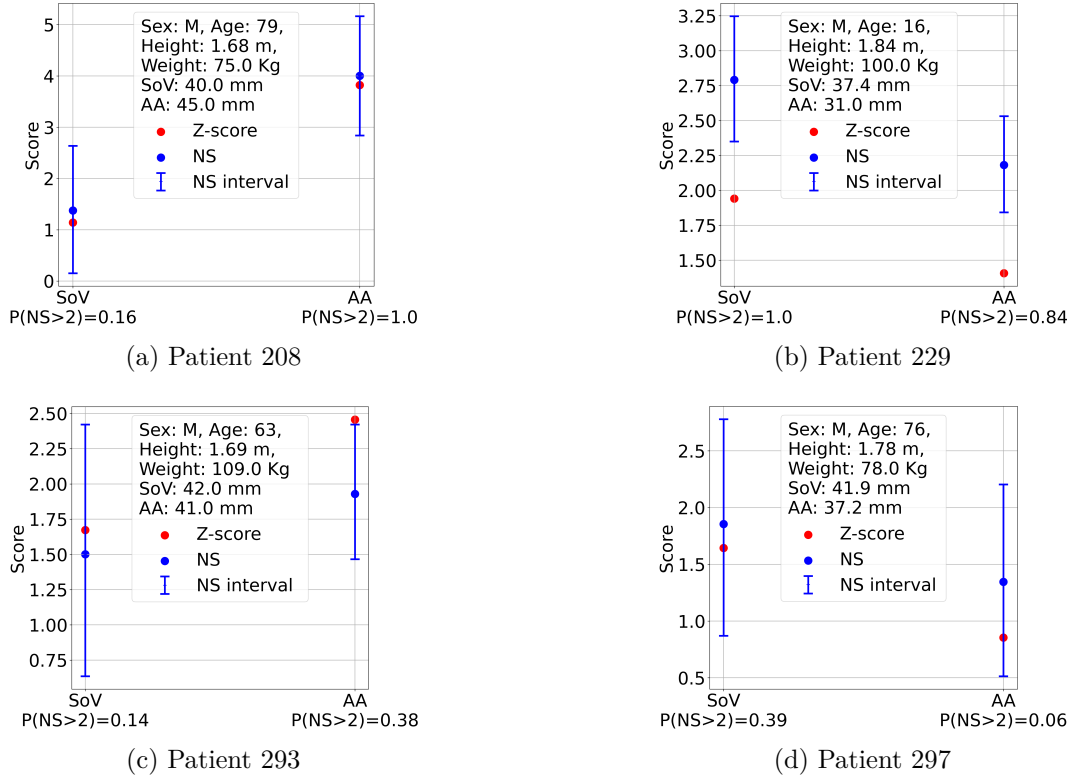 5
4
3
2
1
0
Score
Sex: M, Age: 79,
Height: 1.68 m,
Weight: 75.0 Kg
SoV: 40.0 mm
AA: 45.0 mm
Z-score
NS
NS interval
SoV
P(NS>2)=0.16
AA
P(NS>2)=1.0
(a) Patient 208
3.25
3.00
2.75
2.50
2.25
2.00
1.75
1.50
Score
Sex: M, Age: 16,
Height: 1.84 m,
Weight: 100.0 Kg
SoV: 37.4 mm
AA: 31.0 mm
Z-score
NS
NS interval
SoV
P(NS>2)=1.0
AA
P(NS>2)=0.84
(b) Patient 229
2.50
2.25
2.00
1.75
1.50
1.25
1.00
0.75
Score
Sex: M, Age: 63,
Height: 1.69 m,
Weight: 109.0 Kg
SoV: 42.0 mm
AA: 41.0 mm
Z-score
NS
NS interval
SoV
P(NS>2)=0.14
AA
P(NS>2)=0.38
(c) Patient 293
2.5
2.0
1.5
1.0
0.5
Score
Sex: M, Age: 76,
Height: 1.78 m,
Weight: 78.0 Kg
SoV: 41.9 mm
AA: 37.2 mm
Z-score
NS
NS interval
SoV
P(NS>2)=0.39
AA
P(NS>2)=0.06
(d) Patient 297